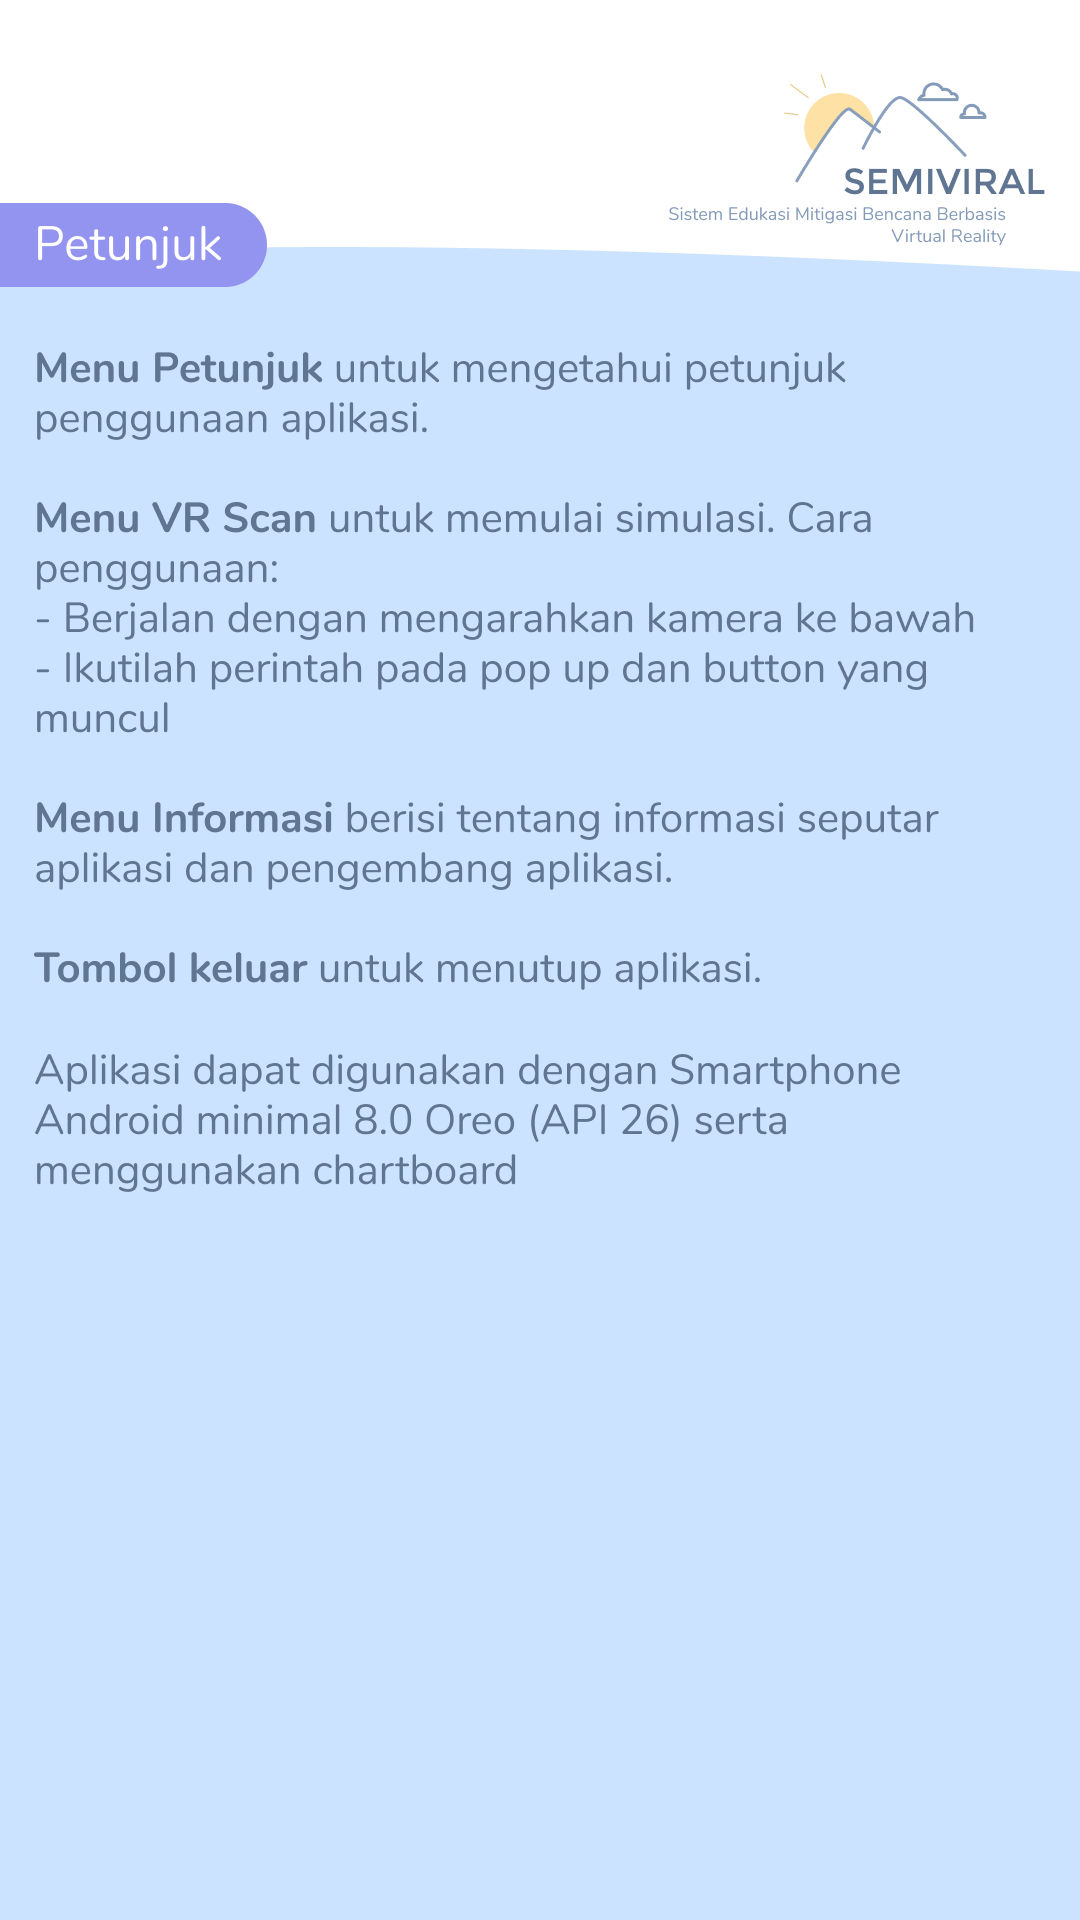 SEMIVIRAL
Sistem Edukasi Mitigasi Bencana Berbasis
Virtual Reality
Petunjuk
Menu Petunjuk untuk mengetahui petunjuk
penggunaan aplikasi.
Menu VR Scan untuk memulai simulasi. Cara
penggunaan:
- Berjalan dengan mengarahkan kamera ke bawah
- Ikutilah perintah pada pop up dan button yang
muncul
Menu Informasi berisi tentang informasi seputar
aplikasi dan pengembang aplikasi.
Tombol keluar untuk menutup aplikasi.
Aplikasi dapat digunakan dengan Smartphone
Android minimal 8.0 Oreo (API 26) serta
menggunakan chartboard